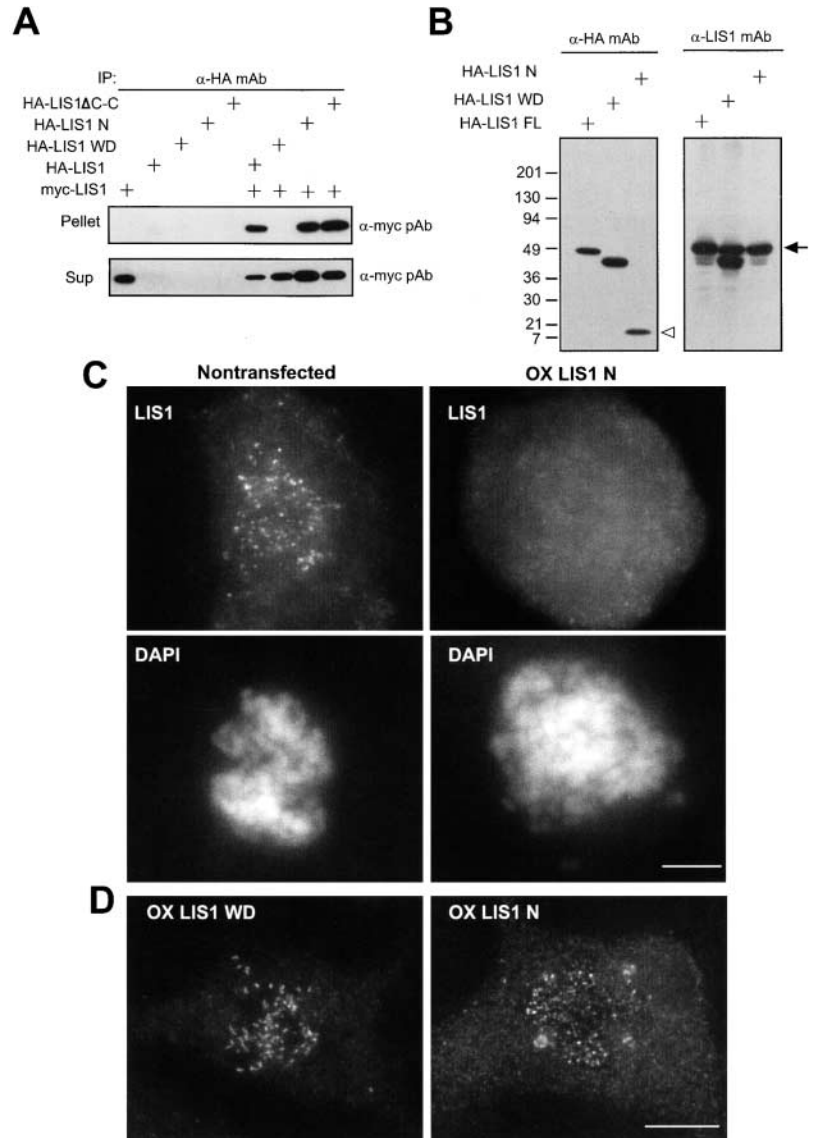 A
IP: α-HA mAb
HA-LIS1ΔC-C +
HA-LIS1 N + +
HA-LIS1 WD + +
HA-LIS1 + +
myc-LIS1 + + + + +
Pellet α-myc pAb
Sup α-myc pAb
B
α-HA mAb α-LIS1 mAb
HA-LIS1 N + +
HA-LIS1 WD + +
HA-LIS1 FL + +
201
130
94
49
36
30
21
7
C
Nontransfected OX LIS1 N
LIS1 LIS1
DAPI DAPI
D
OX LIS1 WD OX LIS1 N